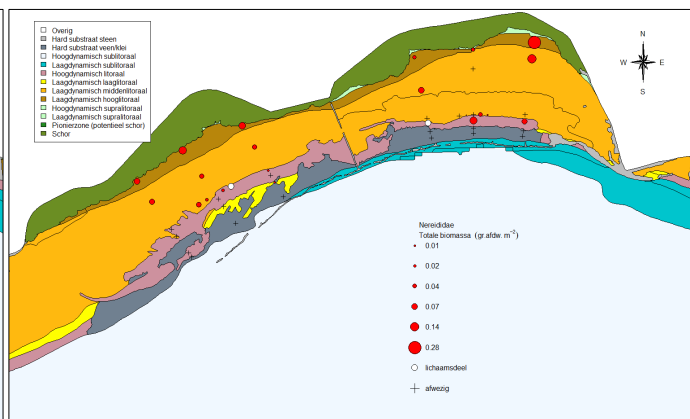 Overig
Hard substraat steen
Hard substraat veen/klei
Hoogdynamisch sublitoraal
Laagdynamisch sublitoraal
Hoogdynamisch litoraal
Laagdynamisch laaglitoraal
Laagdynamisch middenlitoraal
Laagdynamisch hooglitoraal
Hoogdynamisch supralitoraal
Laagdynamisch supralitoraal
Pionierzone (potentieel schor)
Schor
N
W E
S
Nereididae
Totale biomassa (gr.afdw. m⁻²)
0.01
0.02
0.04
0.07
0.14
0.28
lichaamsdeel
afwezig